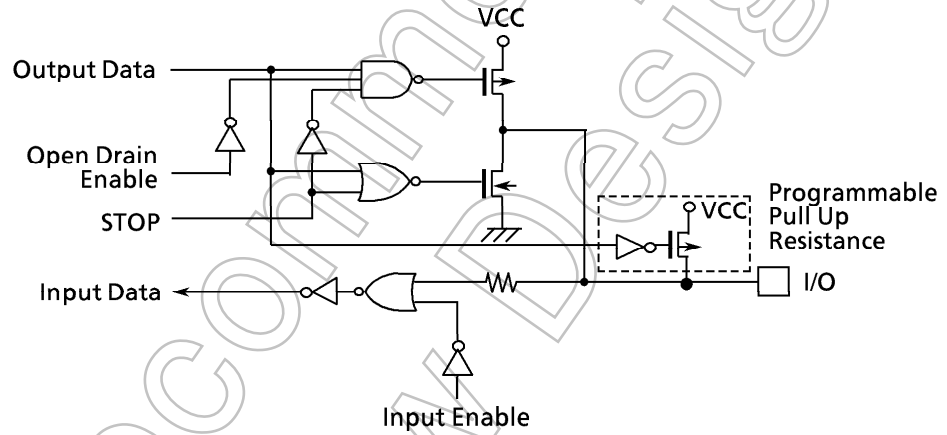 VCC
Output Data
Open Drain
Enable
STOP
Programmable
Pull Up
Resistance
VCC
Input Data
I/O
Input Enable